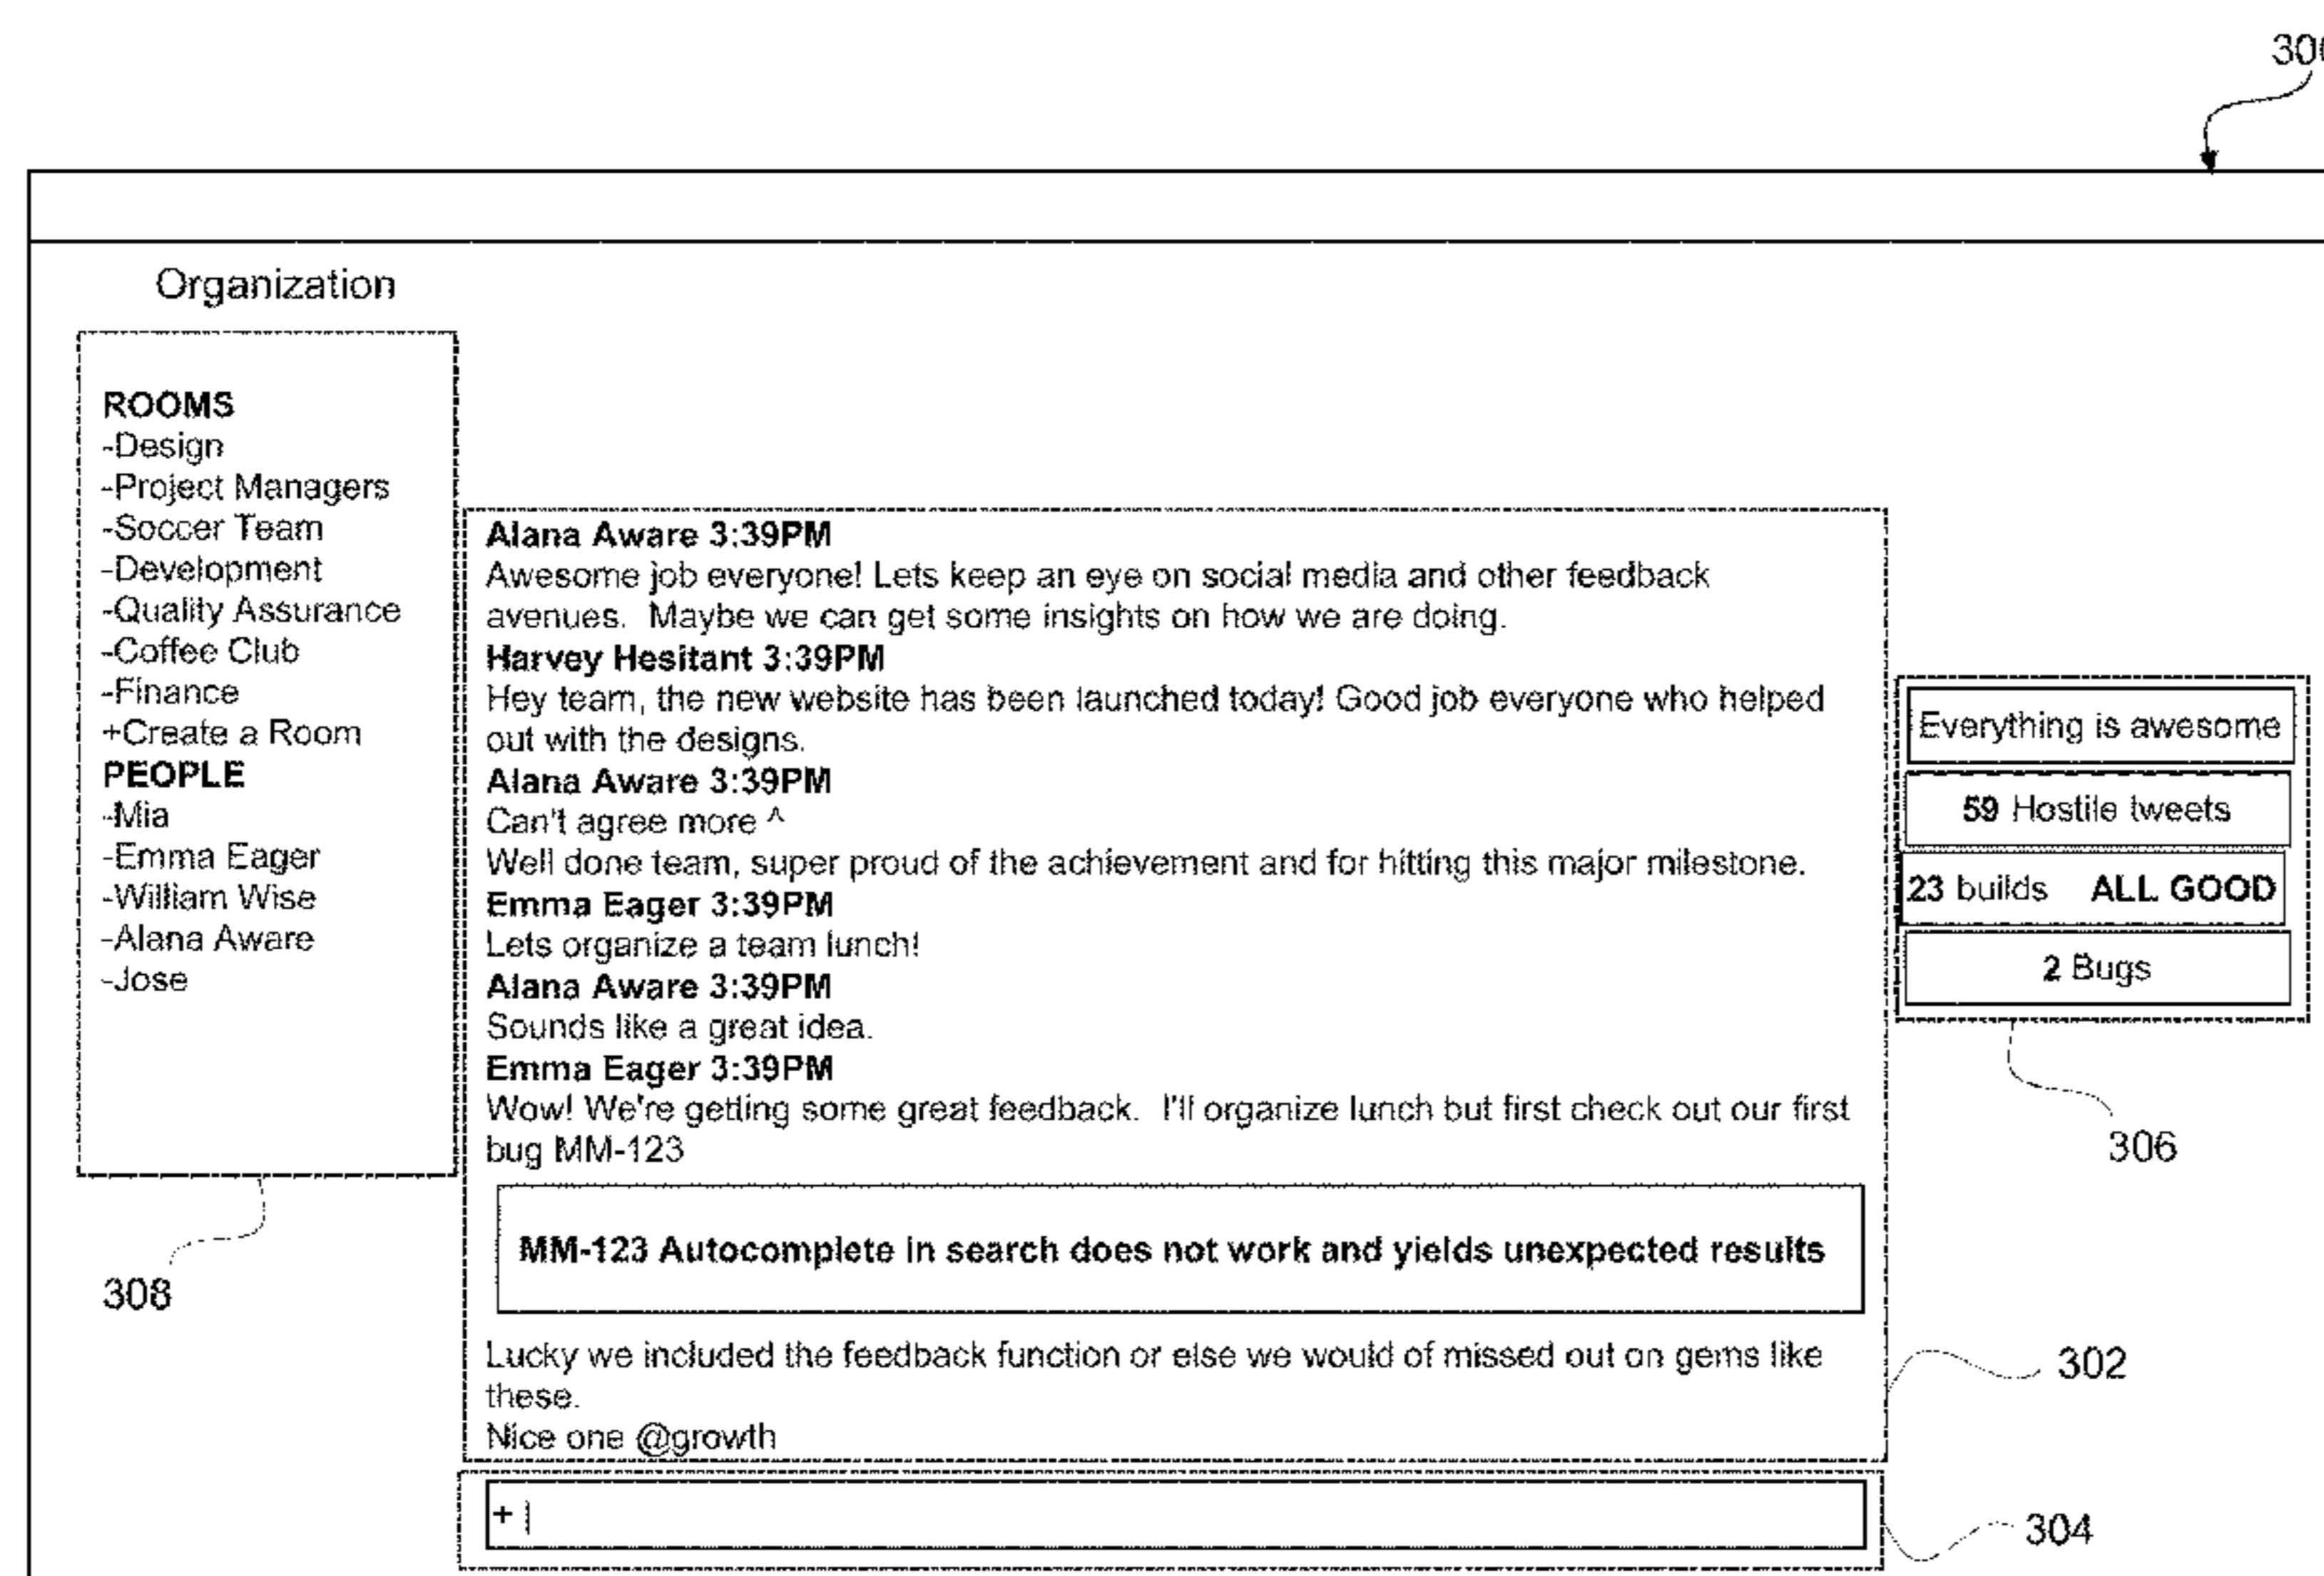 Organization
ROOMS
-Design
-Project Managers
-Soccer Team
-Development
-Quality Assurance
-Coffee Club
-Finance
+Create a Room
PEOPLE
-Mia
-Emma Eager
-William Wise
-Alana Aware
-Jose
308
Alana Aware 3:39PM
Awesome job everyone! Lets keep an eye on social media and other feedback
avenues.  Maybe we can get some insights on how we are doing.
Harvey Hesitant 3:39PM
Hey team, the new website has been launched today! Good job everyone who helped
out with the designs.
Alana Aware 3:39PM
Can't agree more ^
Well done team, super proud of the achievement and for hitting this major milestone.
Emma Eager 3:39PM
Lets organize a team lunch!
Alana Aware 3:39PM
Sounds like a great idea.
Emma Eager 3:39PM
Wow! We're getting some great feedback.  I'll organize lunch but first check out our first
bug MM-123
MM-123 Autocomplete in search does not work and yields unexpected results
Lucky we included the feedback function or else we would of missed out on gems like
these.
Nice one @growth
302
+ |
304
Everything is awesome
59 Hostile tweets
23 builds ALL GOOD
2 Bugs
306